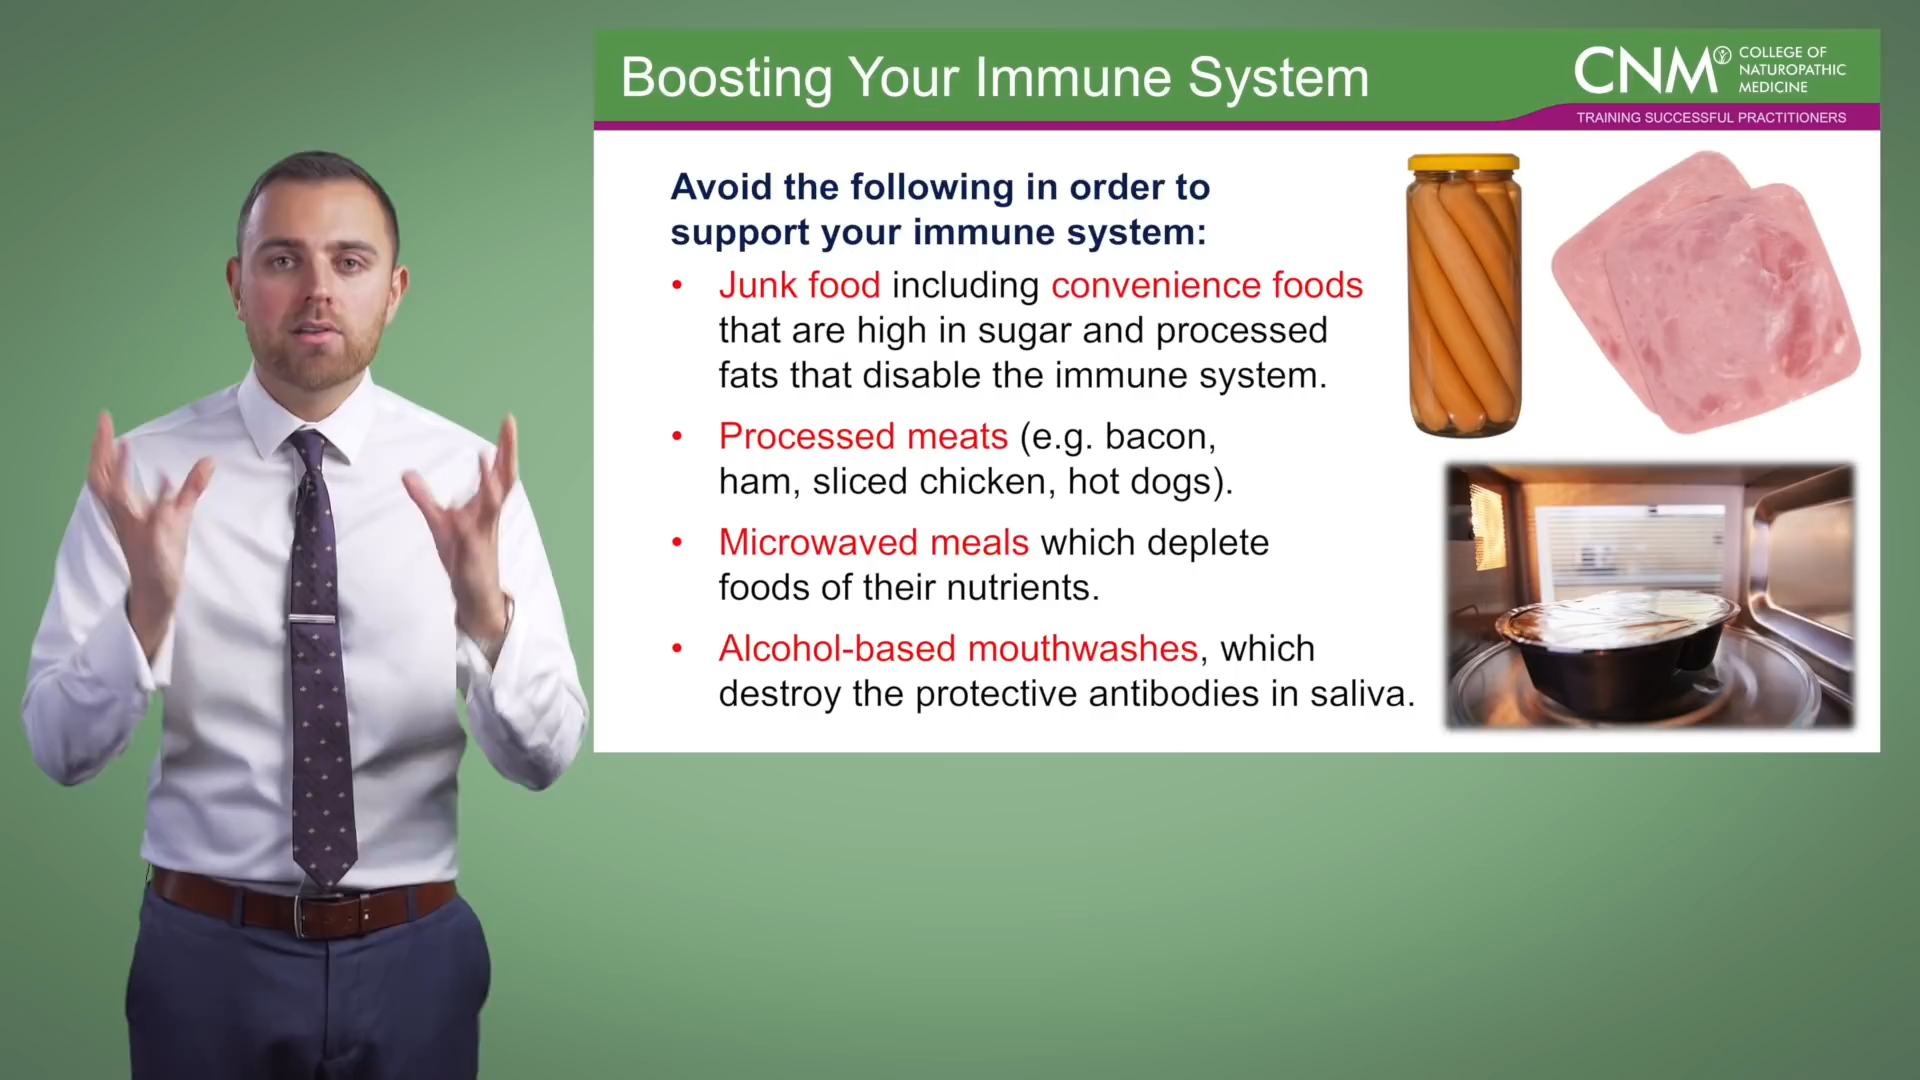 Boosting Your Immune System
CNM
COLLEGE OF
NATUROPATHIC
MEDICINE
TRAINING SUCCESSFUL PRACTITIONERS
Avoid the following in order to
support your immune system:
• Junk food including convenience foods
that are high in sugar and processed
fats that disable the immune system.
• Processed meats (e.g. bacon,
ham, sliced chicken, hot dogs).
• Microwaved meals which deplete
foods of their nutrients.
• Alcohol-based mouthwashes, which
destroy the protective antibodies in saliva.